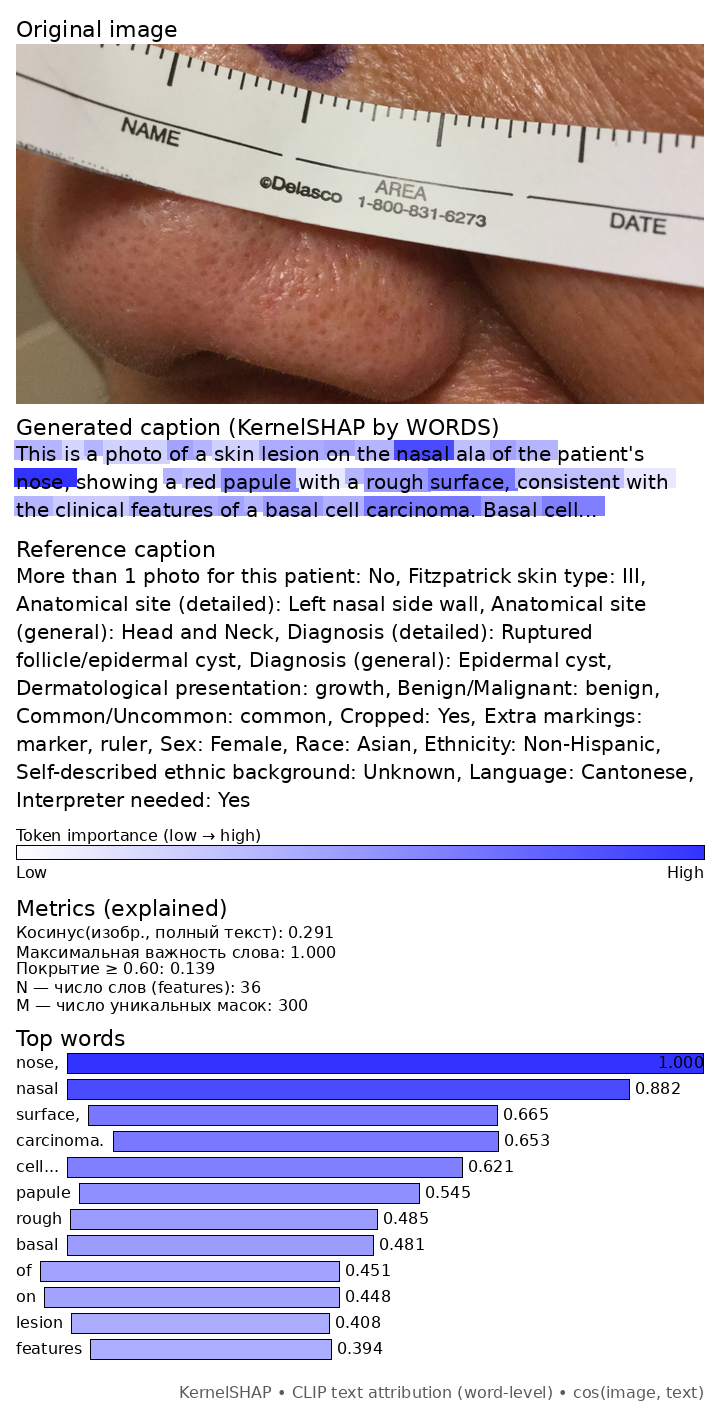 Original image
NAME
©Delasco
AREA
1-800-831-6273
DATE
Generated caption (KernelSHAP by WORDS)
This is a photo of a skin lesion on the nasal ala of the patient's
nose, showing a red papule with a rough surface, consistent with
the clinical features of a basal cell carcinoma. Basal cell...
Reference caption
More than 1 photo for this patient: No, Fitzpatrick skin type: III,
Anatomical site (detailed): Left nasal side wall, Anatomical site
(general): Head and Neck, Diagnosis (detailed): Ruptured
follicle/epidermal cyst, Diagnosis (general): Epidermal cyst,
Dermatological presentation: growth, Benign/Malignant: benign,
Common/Uncommon: common, Cropped: Yes, Extra markings:
marker, ruler, Sex: Female, Race: Asian, Ethnicity: Non-Hispanic,
Self-described ethnic background: Unknown, Language: Cantonese,
Interpreter needed: Yes
Token importance (low → high)
Low High
Metrics (explained)
Косинус(изобр., полный текст): 0.291
Максимальная важность слова: 1.000
Покрытие ≥ 0.60: 0.139
N — число слов (features): 36
M — число уникальных масок: 300
Top words
nose, 1.000
nasal 0.882
surface, 0.665
carcinoma. 0.653
cell... 0.621
papule 0.545
rough 0.485
basal 0.481
of 0.451
on 0.448
lesion 0.408
features 0.394
KernelSHAP • CLIP text attribution (word-level) • cos(image, text)